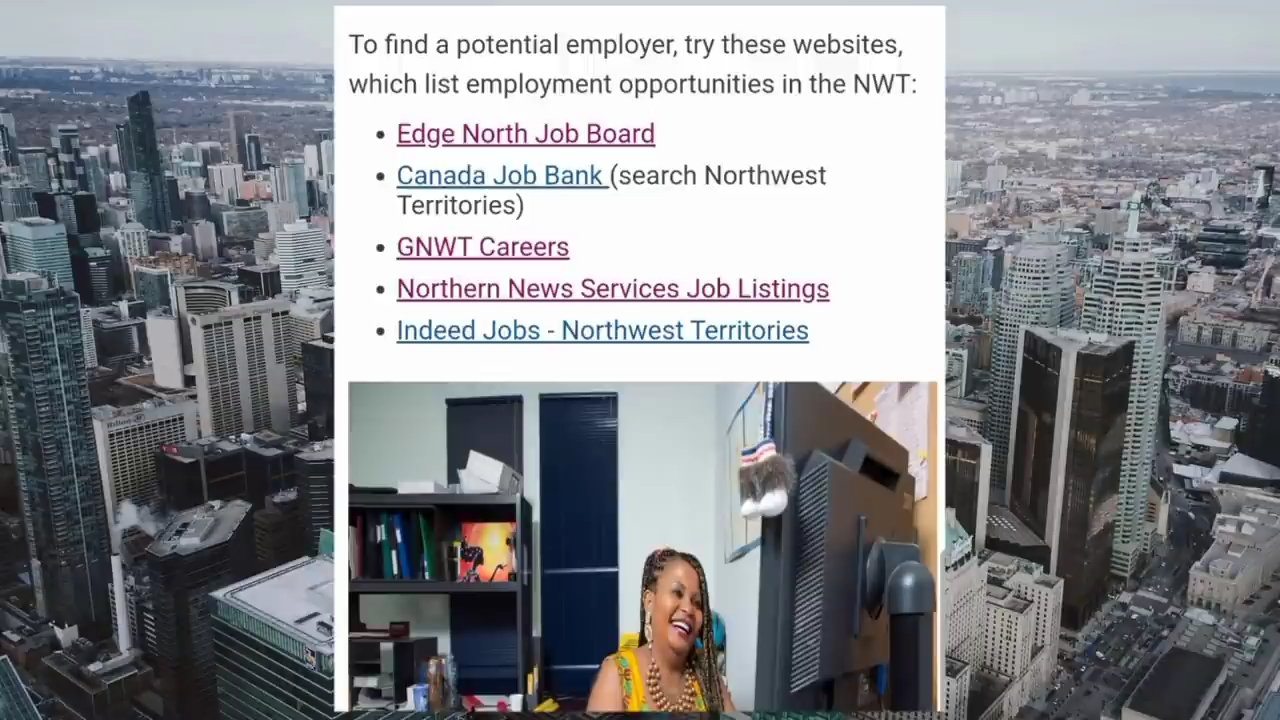 To find a potential employer, try these websites,
which list employment opportunities in the NWT:
Edge North Job Board
Canada Job Bank (search Northwest
Territories)
GNWT Careers
Northern News Services Job Listings
Indeed Jobs - Northwest Territories